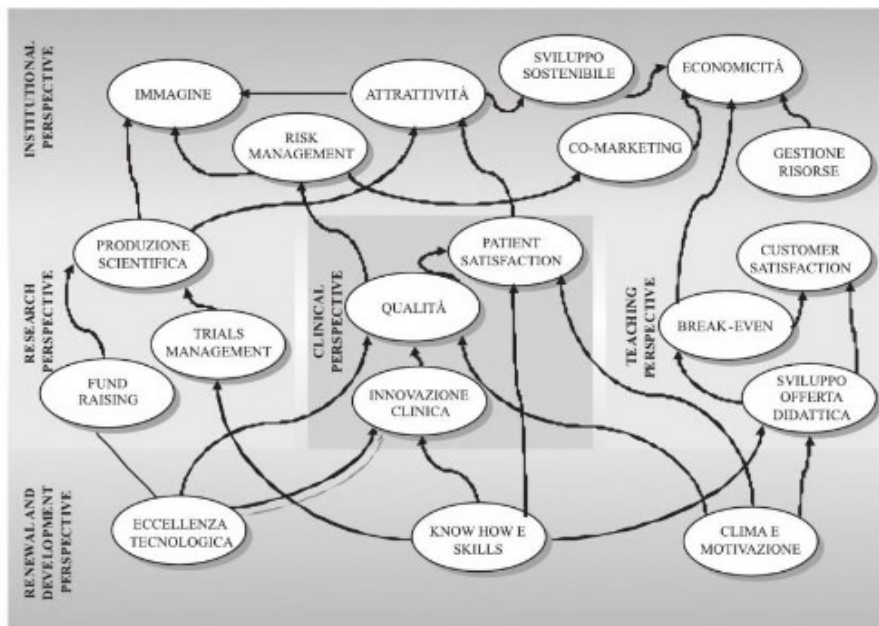 INSTITUTIONAL
PERSPECTIVE
IMMAGINE
ATTRATTIVITÀ
SVILUPPO
SOSTENIBILE
ECONOMICITÀ
RISK
MANAGEMENT
CO-MARKETING
GESTIONE
RISORSE
RESEARCH
PERSPECTIVE
PRODUZIONE
SCIENTIFICA
TRIALS
MANAGEMENT
FUND
RAISING
CLINICAL
PERSPECTIVE
PATIENT
SATISFACTION
QUALITÀ
INNOVAZIONE
CLINICA
TEACHING
PERSPECTIVE
CUSTOMER
SATISFACTION
BREAK-EVEN
SVILUPPO
OFFERTA
DIDATTICA
RENEWAL AND
DEVELOPMENT
PERSPECTIVE
ECCELLENZA
TECNOLOGICA
KNOW HOW E
SKILLS
CLIMA E
MOTIVAZIONE